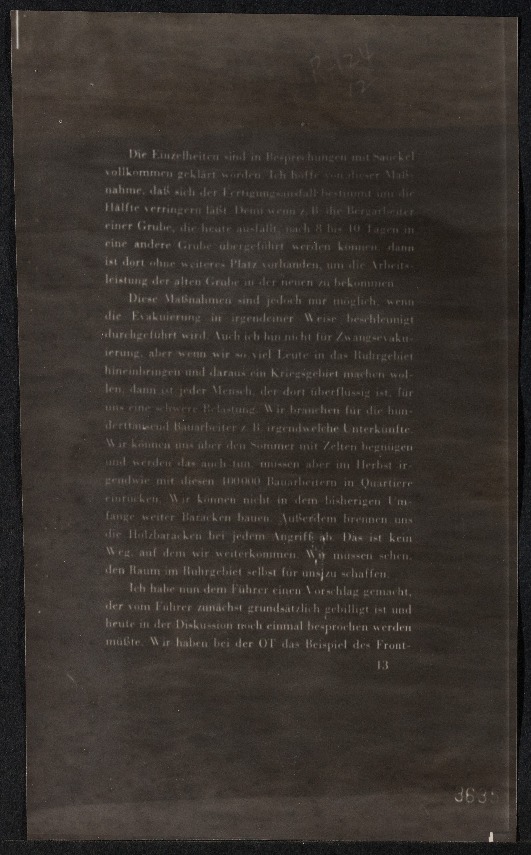 R-124
12
Die Einzelheiten sind in Besprechungen mit Sauckel
vollkommen geklärt worden. Ich hoffe von dieser Maß-
nahme, daß sich der Fertigungsausfall bestimmt um die
Hälfte verringern läßt. Denn wenn z. B. die Bergarbeiter
einer Grube, die heute ausfällt, nach 8 bis 10 Tagen in
eine andere Grube übergeführt werden können, dann
ist dort ohne weiteres Platz vorhanden, um die Arbeits-
leistung der alten Grube in der neuen zu bekommen.
Diese Maßnahmen sind jedoch nur möglich, wenn
die Evakuierung in irgendeiner Weise beschleunigt
durchgeführt wird. Auch ich bin nicht für Zwangsevaku-
ierung, aber wenn wir so viel Leute in das Ruhrgebiet
hineinbringen und daraus ein Kriegsgebiet machen wol-
len, dann ist jeder Mensch, der dort überflüssig ist, für
uns eine schwere Belastung. Wir brauchen für die hun-
derttausend Bauarbeiter z. B. irgendwelche Unterkünfte.
Wir können uns über den Sommer mit Zelten begnügen
und werden das auch tun, müssen aber im Herbst ir-
gendwie mit diesen 100 000 Bauarbeitern in Quartiere
einrücken. Wir können nicht in dem bisherigen Um-
fange weiter Baracken bauen. Außerdem brennen uns
die Holzbaracken bei jedem Angriff ab. Das ist kein
Weg, auf dem wir weiterkommen. Wir müssen sehen,
den Raum im Ruhrgebiet selbst für uns zu schaffen.
Ich habe nun dem Führer einen Vorschlag gemacht,
der vom Führer zunächst grundsätzlich gebilligt ist und
heute in der Diskussion noch einmal besprochen werden
müßte. Wir haben bei der OT das Beispiel des Front-
13